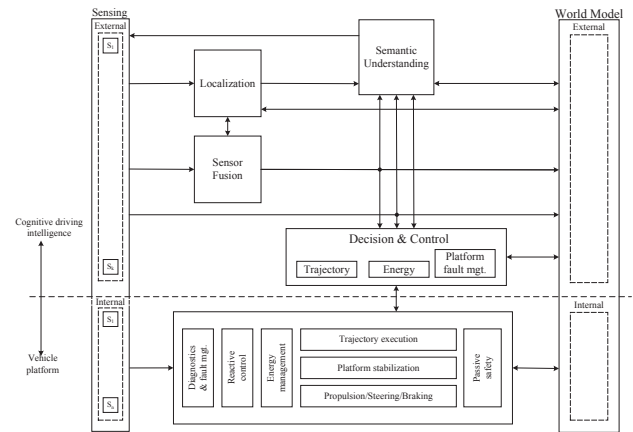 Sensing
World Model
External
S1
Semantic
Understanding
Localization
Sensor
Fusion
Cognitive driving
intelligence
Decision & Control
Trajectory
Energy
Platform
fault mgt.
Sk
Internal
Internal
S1
Vehicle
platform
Diagnostics
& fault mgt.
Reactive
control
Energy
management
Trajectory execution
Platform stabilization
Propulsion/Steering/Braking
Passive
safety
External